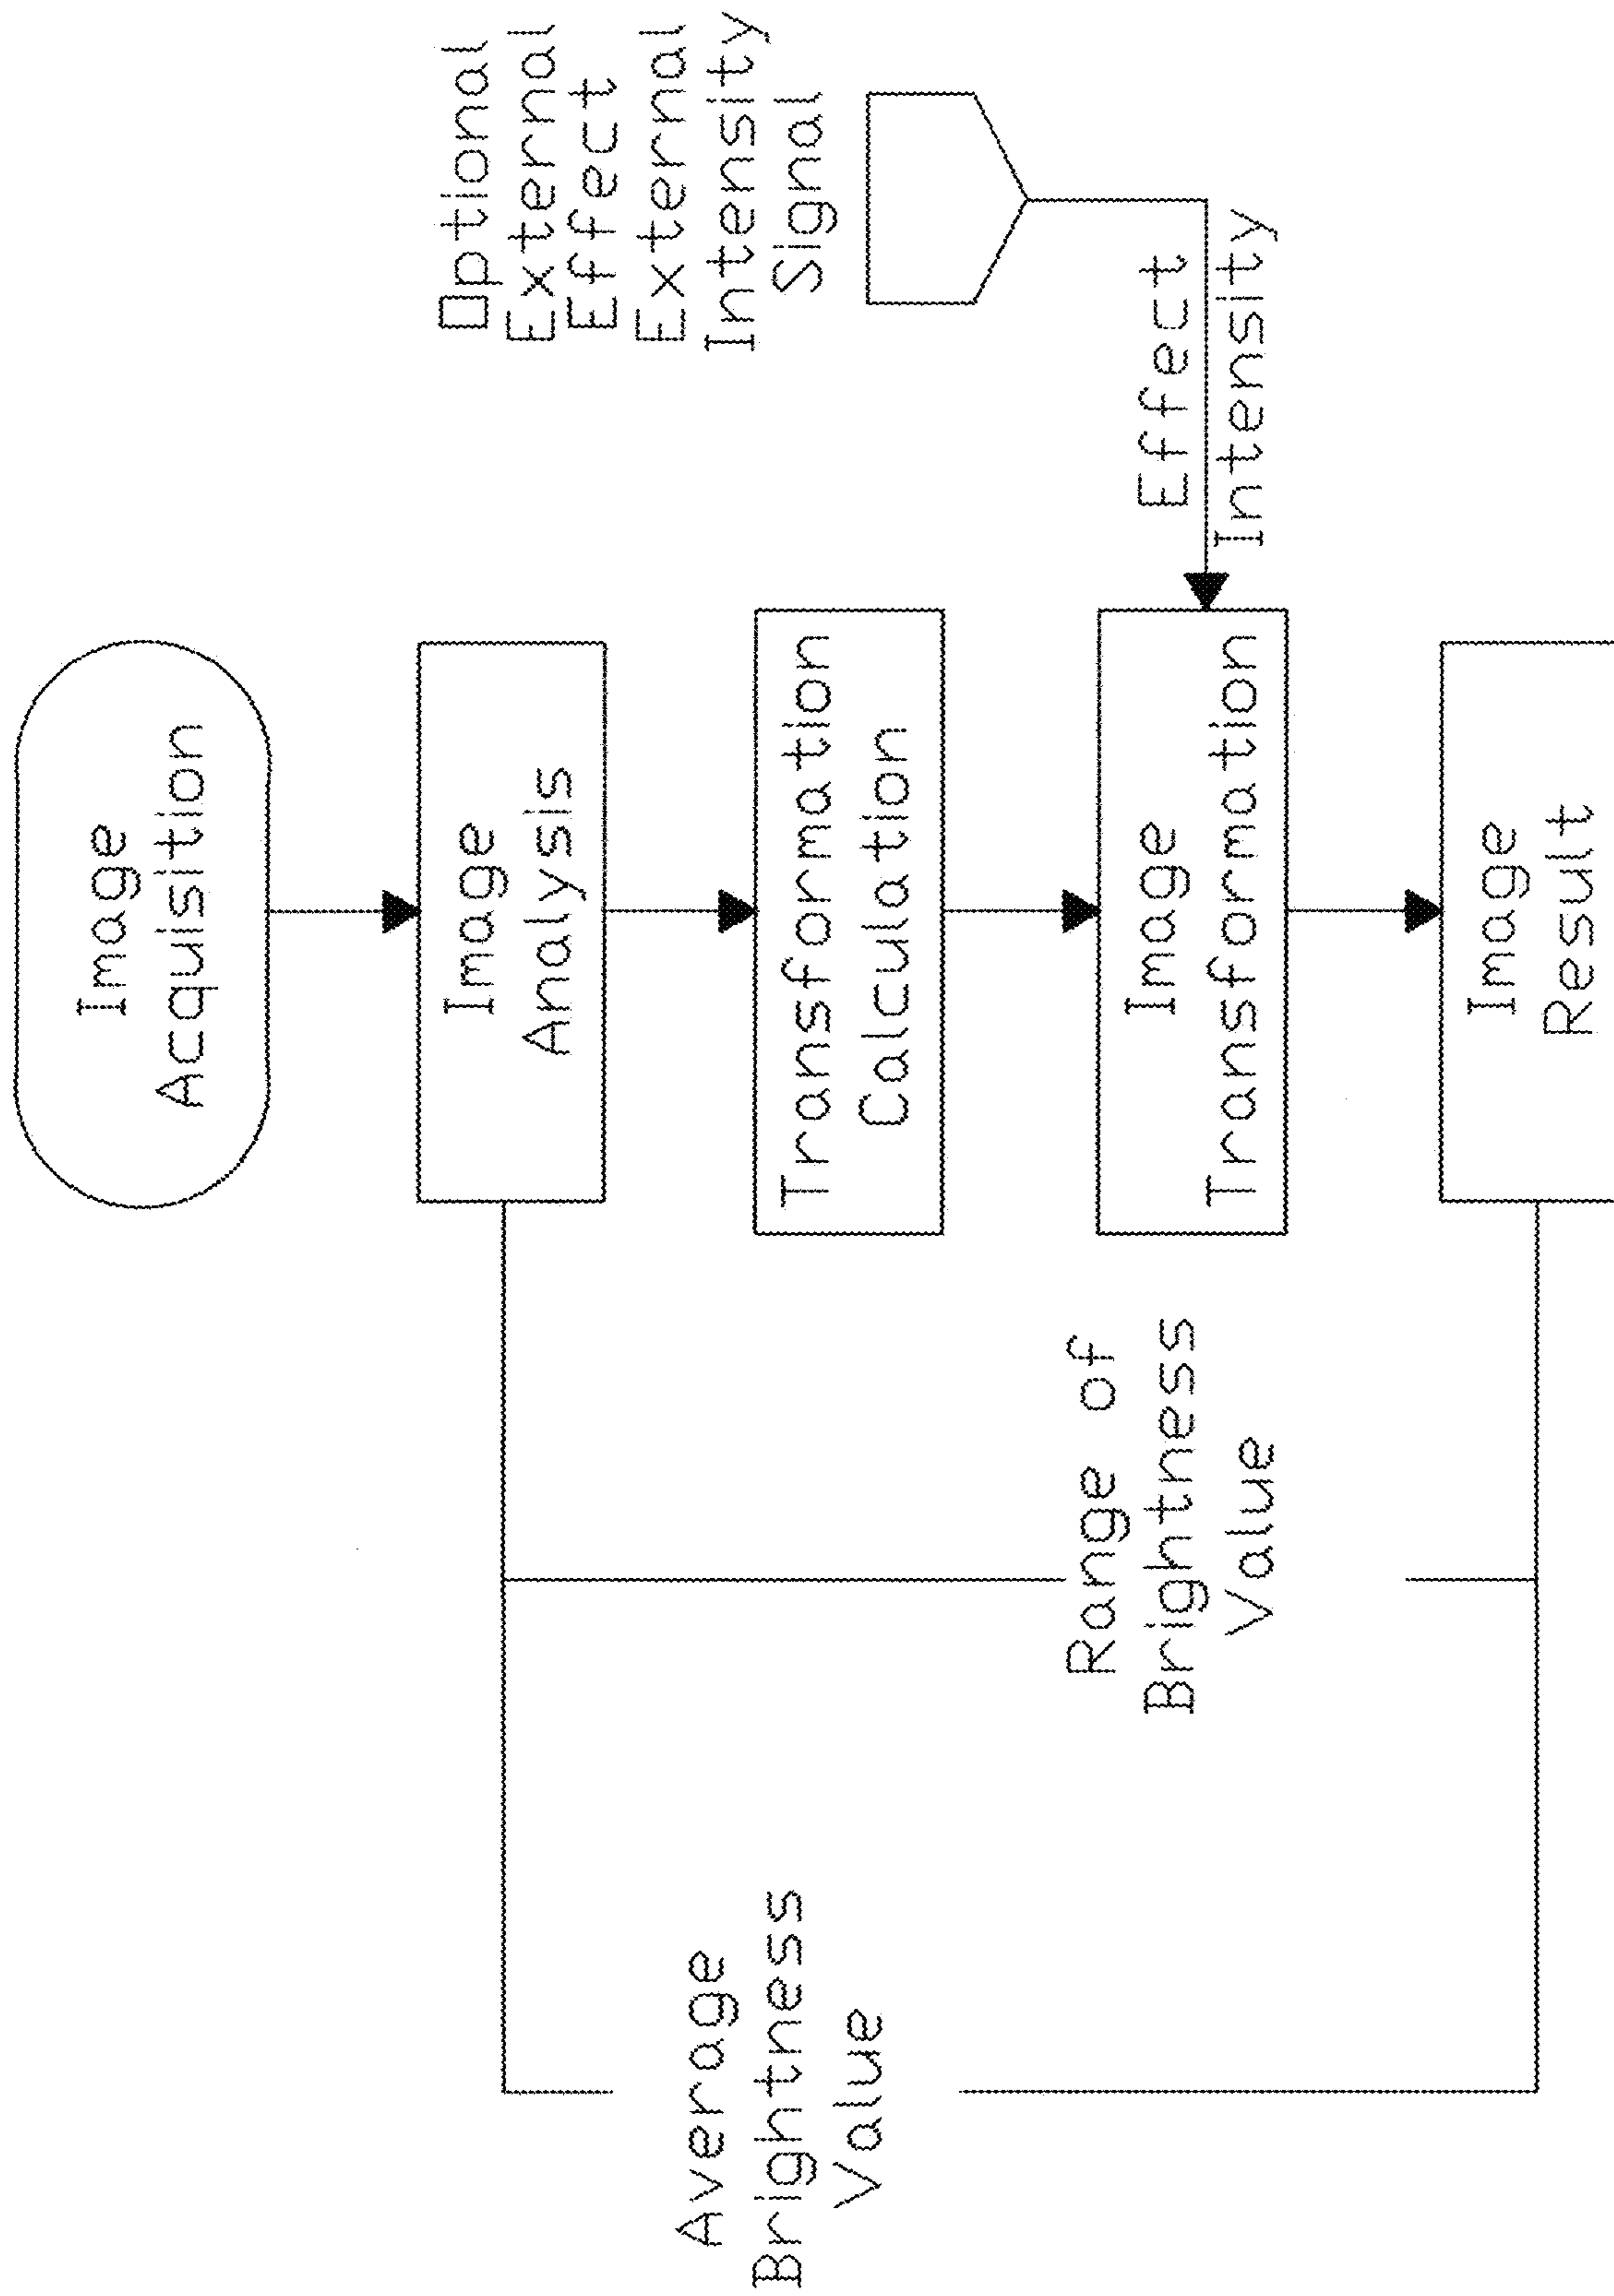 Image
Acquisition
Image
Analysis
Transformation
Calculation
Image
Transformation
Image
Result
Optional
External
Effect
External
Intensity
Signal
Effect
Intensity
Range of
Brightness
Value
Average
Brightness
Value